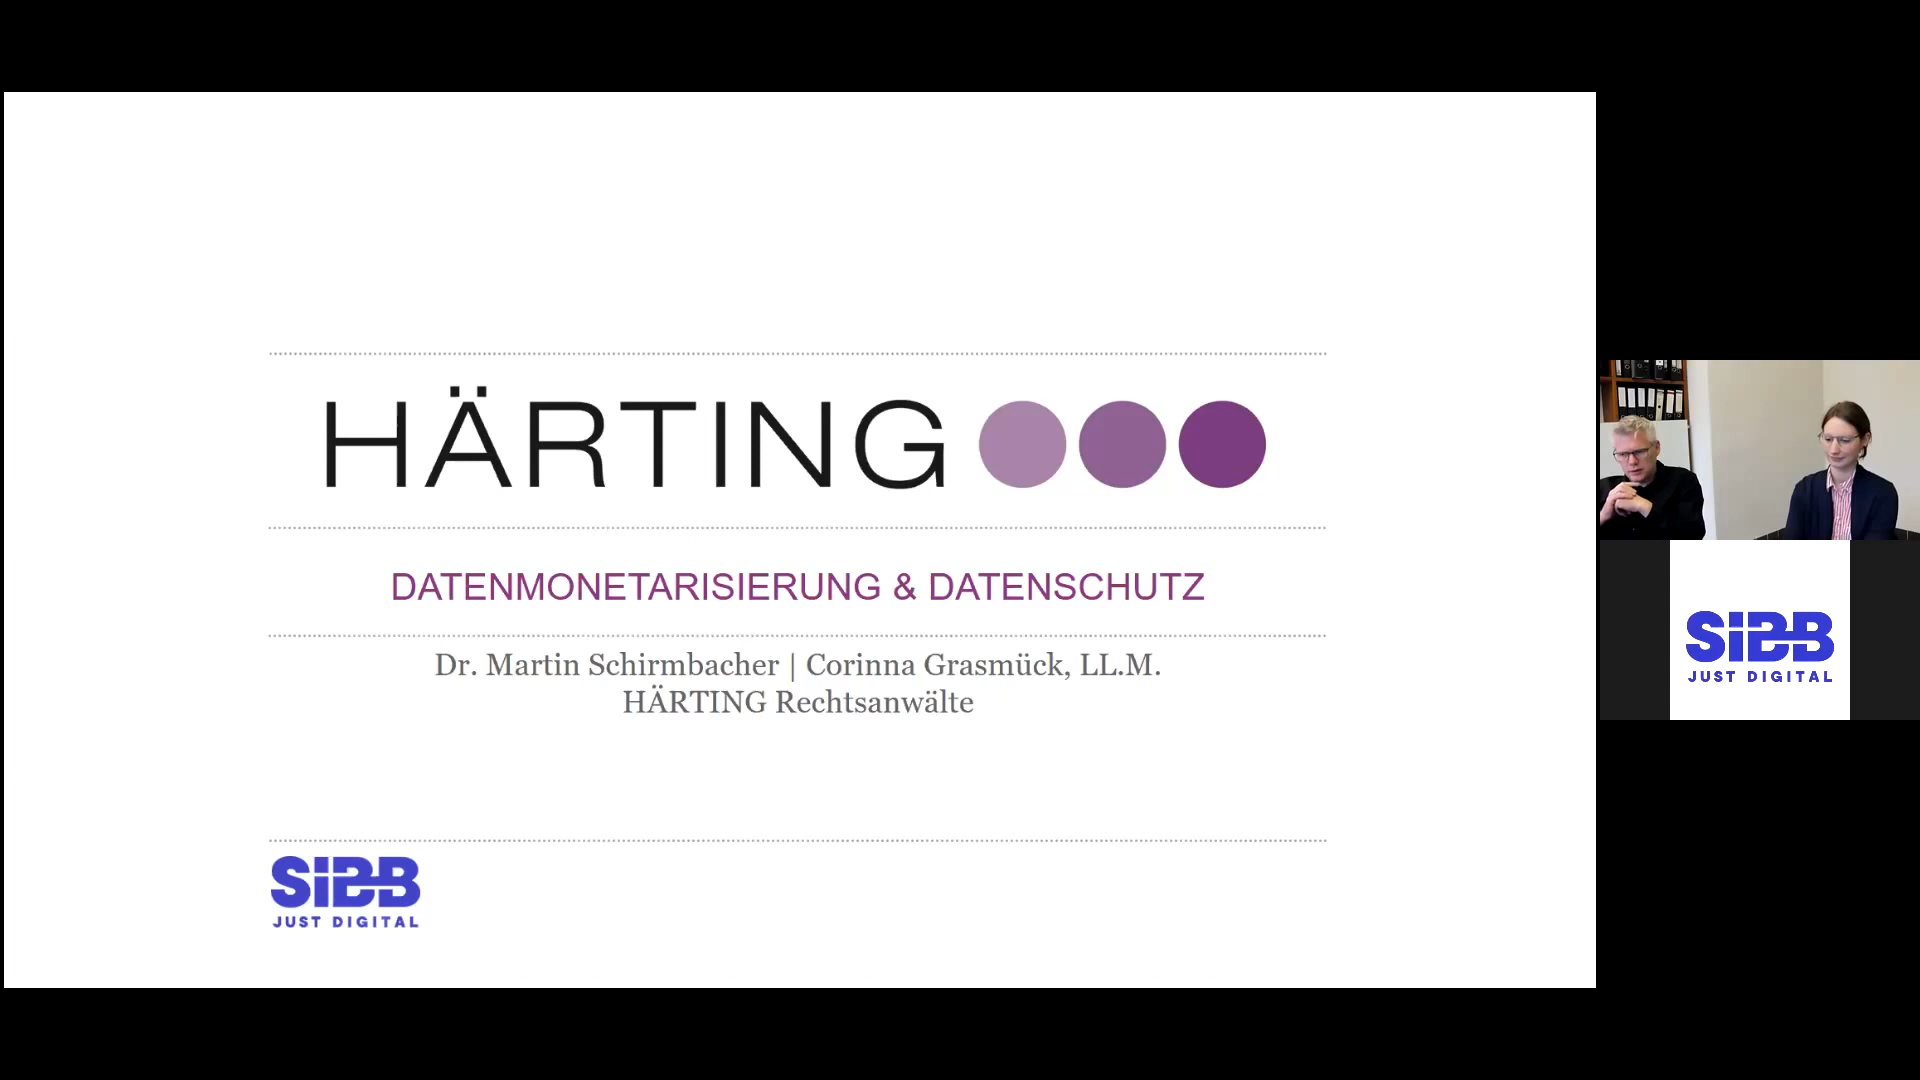 HÄRTING
DATENMONETARISIERUNG & DATENSCHUTZ
Dr. Martin Schirmbacher | Corinna Grasmück, LL.M.
HÄRTING Rechtsanwälte
SIBB
JUST DIGITAL
SIBB
JUST DIGITAL